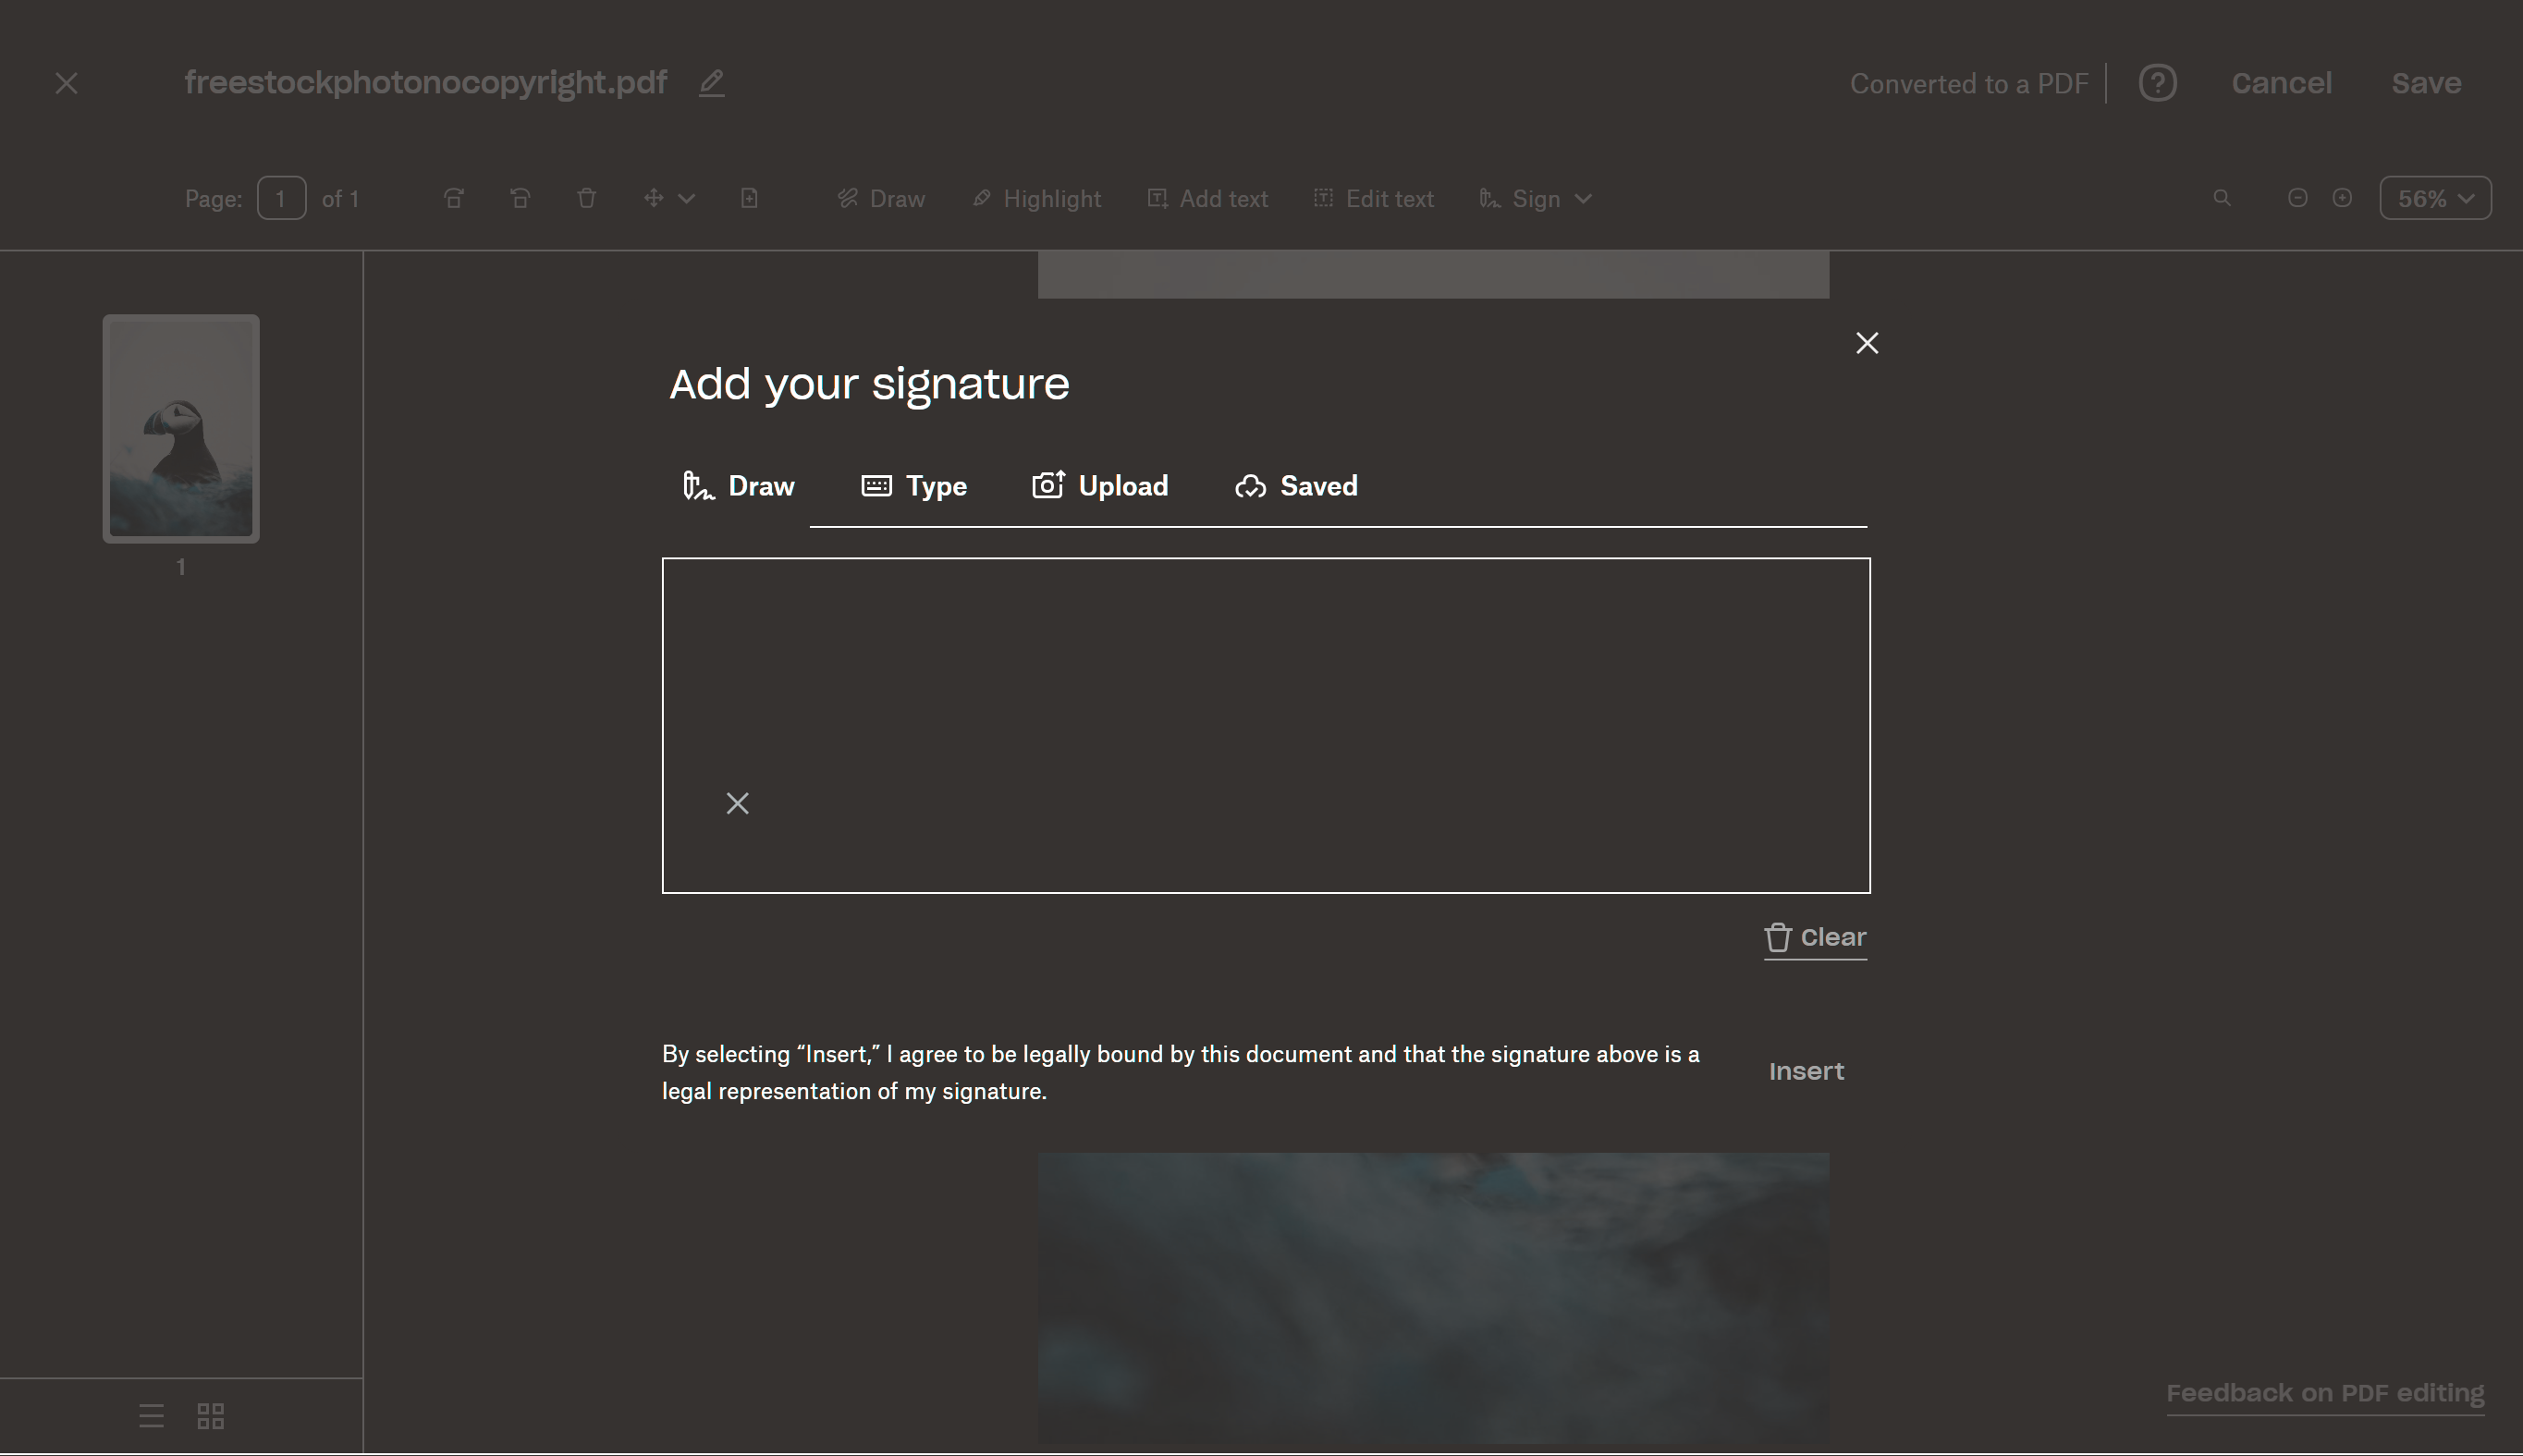 freestockphotonocopyright.pdf
Converted to a PDF
Cancel
Save
Page: 1 of 1
Draw
Highlight
Add text
Edit text
Sign
56%
1
Add your signature
Draw
Type
Upload
Saved
Clear
By selecting “Insert,” I agree to be legally bound by this document and that the signature above is a
legal representation of my signature.
Insert
Feedback on PDF editing